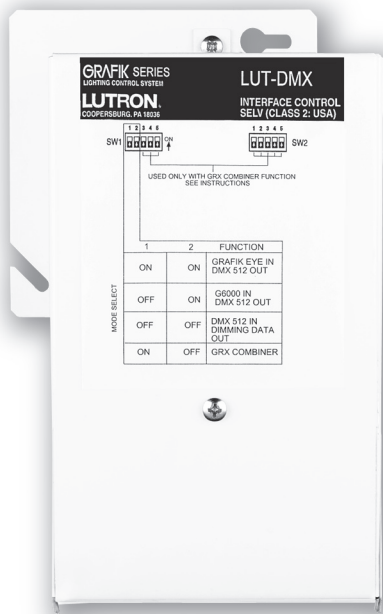 GRAFIK SERIES
LIGHTING CONTROL SYSTEM
LUTRON.
COOPERSBURG. PA 18036
LUT-DMX
INTERFACE CONTROL
SELV (CLASS 2: USA)
1 2 3 4 5
SW1
ON
1 2 3 4 5
SW2
USED ONLY WITH GRX COMBINER FUNCTION
SEE INSTRUCTIONS
MODE SELECT
1 2 FUNCTION
ON ON GRAFIK EYE IN
DMX 512 OUT
OFF ON G6000 IN
DMX 512 OUT
OFF OFF DMX 512 IN
DIMMING DATA
OUT
ON OFF GRX COMBINER